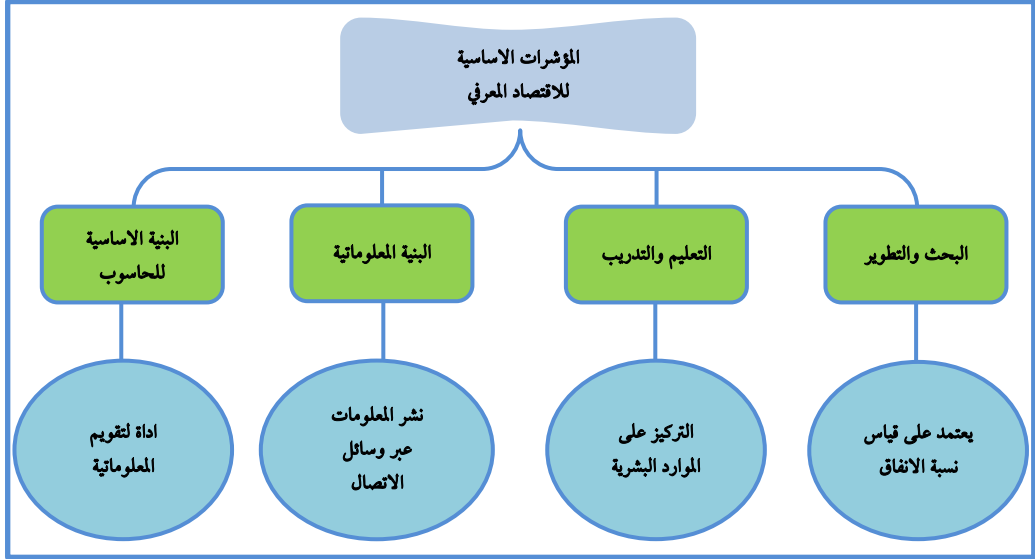 المؤشرات الاساسية
للاقتصاد المعرفي
البحث والتطوير
التعليم والتدريب
البنية المعلوماتية
البنية الاساسية
للحاسوب
يعتمد على قياس
نسبة الانفاق
التركيز على
الموارد البشرية
نشر المعلومات
عبر وسائل
الاتصال
اداة لتقويم
المعلوماتية